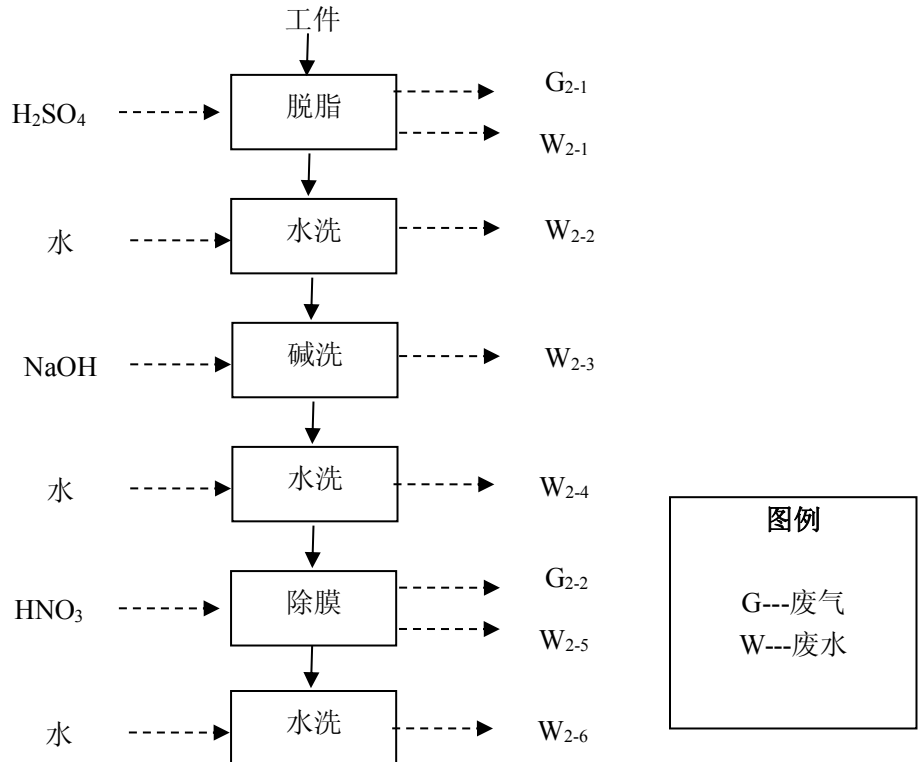 工件
H₂SO₄
脱脂
G₂₋₁
W₂₋₁
水
水洗
W₂₋₂
NaOH
碱洗
W₂₋₃
水
水洗
W₂₋₄
HNO₃
除膜
G₂₋₂
W₂₋₅
水
水洗
W₂₋₆
图例
G---废气
W---废水